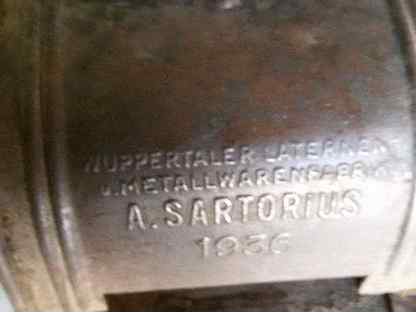 WUPPERTALER LATERNEN
U.METALLWARENFABRIK
A.SARTORIUS
1936